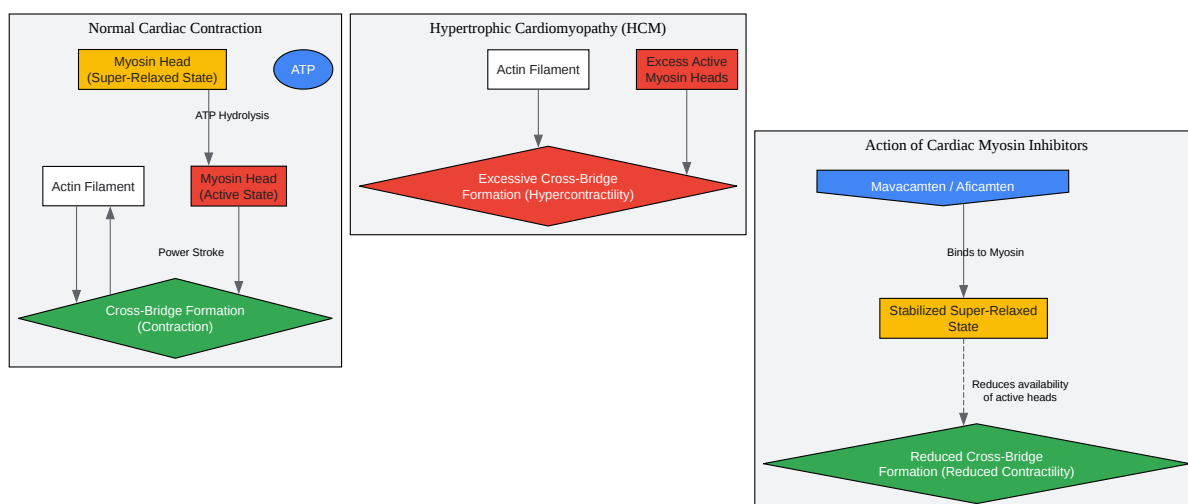 Normal Cardiac Contraction
Myosin Head
(Super-Relaxed State)
ATP
ATP Hydrolysis
Actin Filament
Myosin Head
(Active State)
Power Stroke
Cross-Bridge Formation
(Contraction)
Hypertrophic Cardiomyopathy (HCM)
Actin Filament
Excess Active
Myosin Heads
Excessive Cross-Bridge
Formation (Hypercontractility)
Action of Cardiac Myosin Inhibitors
Mavacamten / Aficamten
Binds to Myosin
Stabilized Super-Relaxed
State
Reduces availability
of active heads
Reduced Cross-Bridge
Formation (Reduced Contractility)